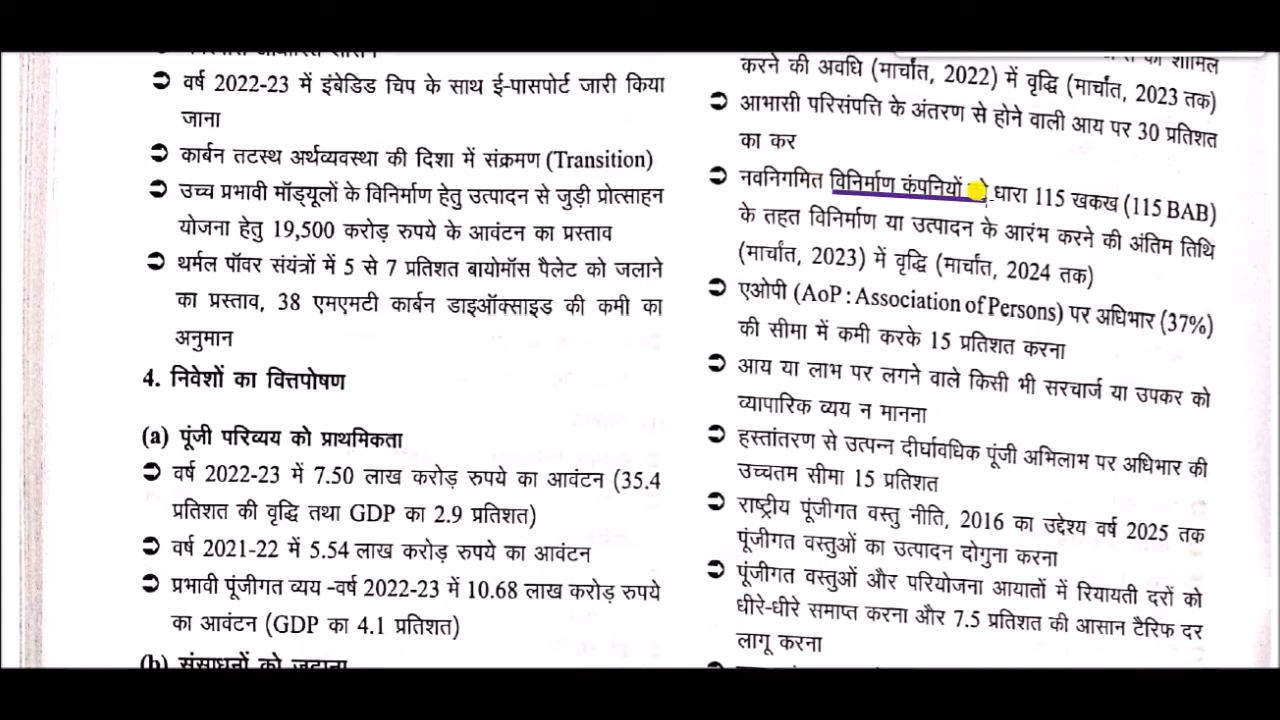 वर्ष 2022-23 में इंबेडिड चिप के साथ ई-पासपोर्ट जारी किया
जाना
कार्बन तटस्थ अर्थव्यवस्था की दिशा में संक्रमण (Transition)
उच्च प्रभावी मॉड्यूलों के विनिर्माण हेतु उत्पादन से जुड़ी प्रोत्साहन
योजना हेतु 19,500 करोड़ रुपये के आवंटन का प्रस्ताव
थर्मल पॉवर संयंत्रों में 5 से 7 प्रतिशत बायोमॉस पैलेट को जलाने
का प्रस्ताव, 38 एमएमटी कार्बन डाइऑक्साइड की कमी का
अनुमान
4. निवेशों का वित्तपोषण
(a) पूंजी परिव्यय को प्राथमिकता
वर्ष 2022-23 में 7.50 लाख करोड़ रुपये का आवंटन (35.4
प्रतिशत की वृद्धि तथा GDP का 2.9 प्रतिशत)
वर्ष 2021-22 में 5.54 लाख करोड़ रुपये का आवंटन
प्रभावी पूंजीगत व्यय -वर्ष 2022-23 में 10.68 लाख करोड़ रुपये
का आवंटन (GDP का 4.1 प्रतिशत)
(b) संसाधनों को जुटाना
को शामिल
करने की अवधि (मार्चांत, 2022) में वृद्धि (मार्चांत, 2023 तक)
आभासी परिसंपत्ति के अंतरण से होने वाली आय पर 30 प्रतिशत
का कर
नवनिगमित विनिर्माण कंपनियों धारा 115 खकख (115 BAB)
के तहत विनिर्माण या उत्पादन के आरंभ करने की अंतिम तिथि
(मार्चांत, 2023) में वृद्धि (मार्चांत, 2024 तक)
एओपी (AoP : Association of Persons) पर अधिभार (37%)
की सीमा में कमी करके 15 प्रतिशत करना
आय या लाभ पर लगने वाले किसी भी सरचार्ज या उपकर को
व्यापारिक व्यय न मानना
हस्तांतरण से उत्पन्न दीर्घावधिक पूंजी अभिलाभ पर अधिभार की
उच्चतम सीमा 15 प्रतिशत
राष्ट्रीय पूंजीगत वस्तु नीति, 2016 का उद्देश्य वर्ष 2025 तक
पूंजीगत वस्तुओं का उत्पादन दोगुना करना
पूंजीगत वस्तुओं और परियोजना आयातों में रियायती दरों को
धीरे-धीरे समाप्त करना और 7.5 प्रतिशत की आसान टैरिफ दर
लागू करना